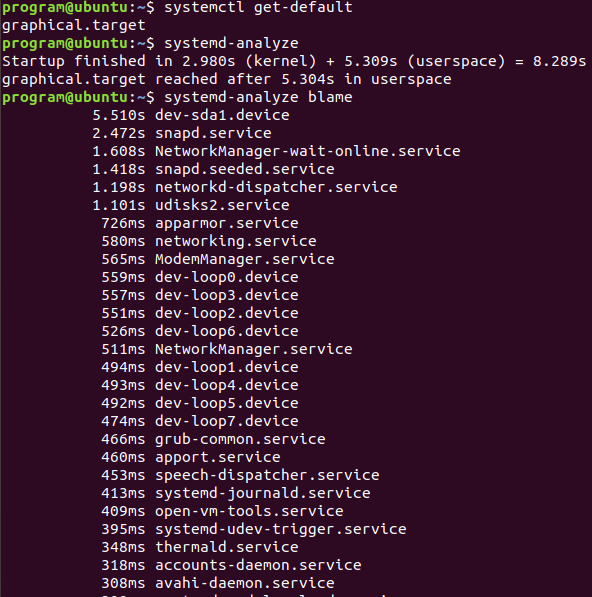 program@ubuntu:~$ systemctl get-default
graphical.target
program@ubuntu:~$ systemd-analyze
Startup finished in 2.980s (kernel) + 5.309s (userspace) = 8.289s
graphical.target reached after 5.304s in userspace
program@ubuntu:~$ systemd-analyze blame
5.510s dev-sda1.device
2.472s snapd.service
1.608s NetworkManager-wait-online.service
1.418s snapd.seeded.service
1.198s networkd-dispatcher.service
1.101s udisks2.service
726ms apparmor.service
580ms networking.service
565ms ModemManager.service
559ms dev-loop0.device
557ms dev-loop3.device
551ms dev-loop2.device
526ms dev-loop6.device
511ms NetworkManager.service
494ms dev-loop1.device
493ms dev-loop4.device
492ms dev-loop5.device
474ms dev-loop7.device
466ms grub-common.service
460ms apport.service
453ms speech-dispatcher.service
413ms systemd-journald.service
409ms open-vm-tools.service
395ms systemd-udev-trigger.service
348ms thermald.service
318ms accounts-daemon.service
308ms avahi-daemon.service